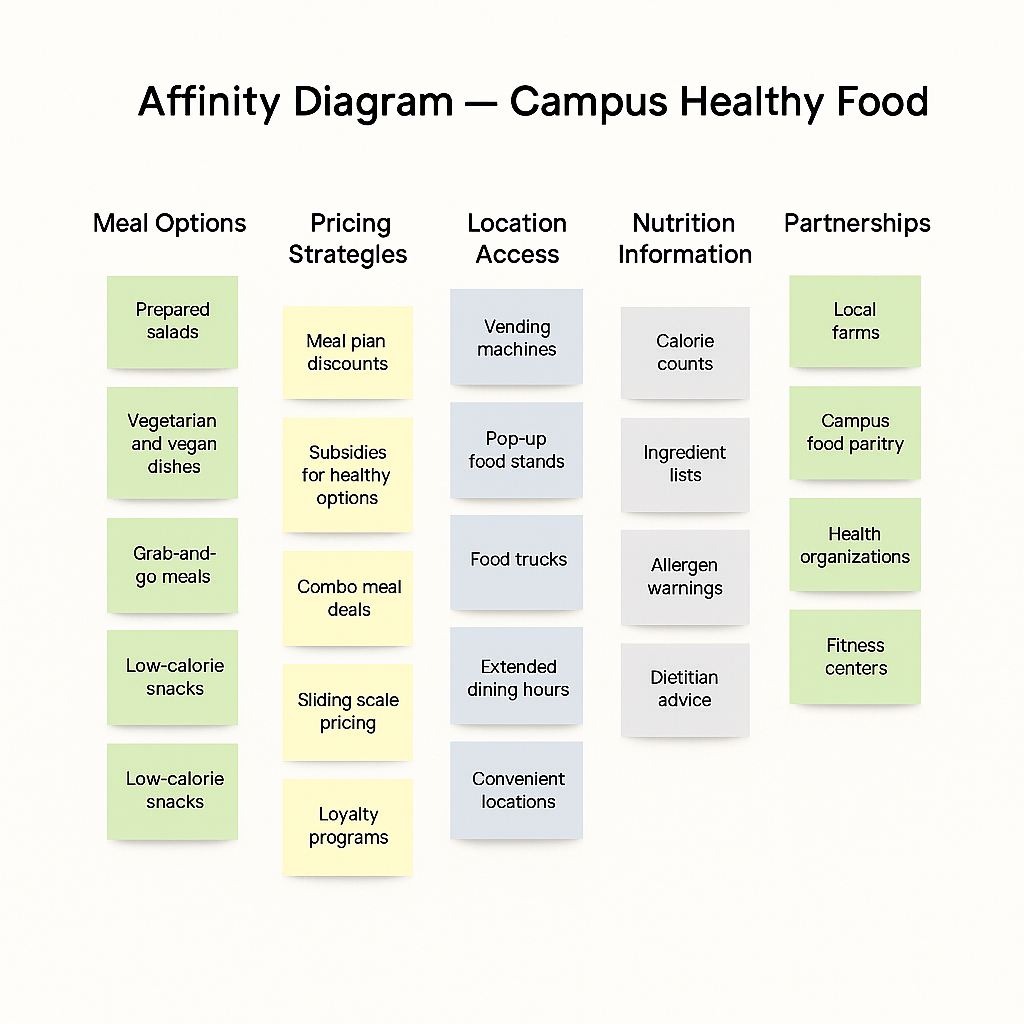 Affinity Diagram — Campus Healthy Food
Meal Options
Prepared
salads
Vegetarian
and vegan
dishes
Grab-and-
go meals
Low-calorie
snacks
Low-calorie
snacks
Pricing
Strategles
Meal pian
discounts
Subsidies
for healthy
options
Combo meal
deals
Sliding scale
pricing
Loyalty
programs
Location
Access
Vending
machines
Pop-up
food stands
Food trucks
Extended
dining hours
Convenient
locations
Nutrition
Information
Calorie
counts
Ingredient
lists
Allergen
warnings
Dietitian
advice
Partnerships
Local
farms
Campus
food paritry
Health
organizations
Fitness
centers